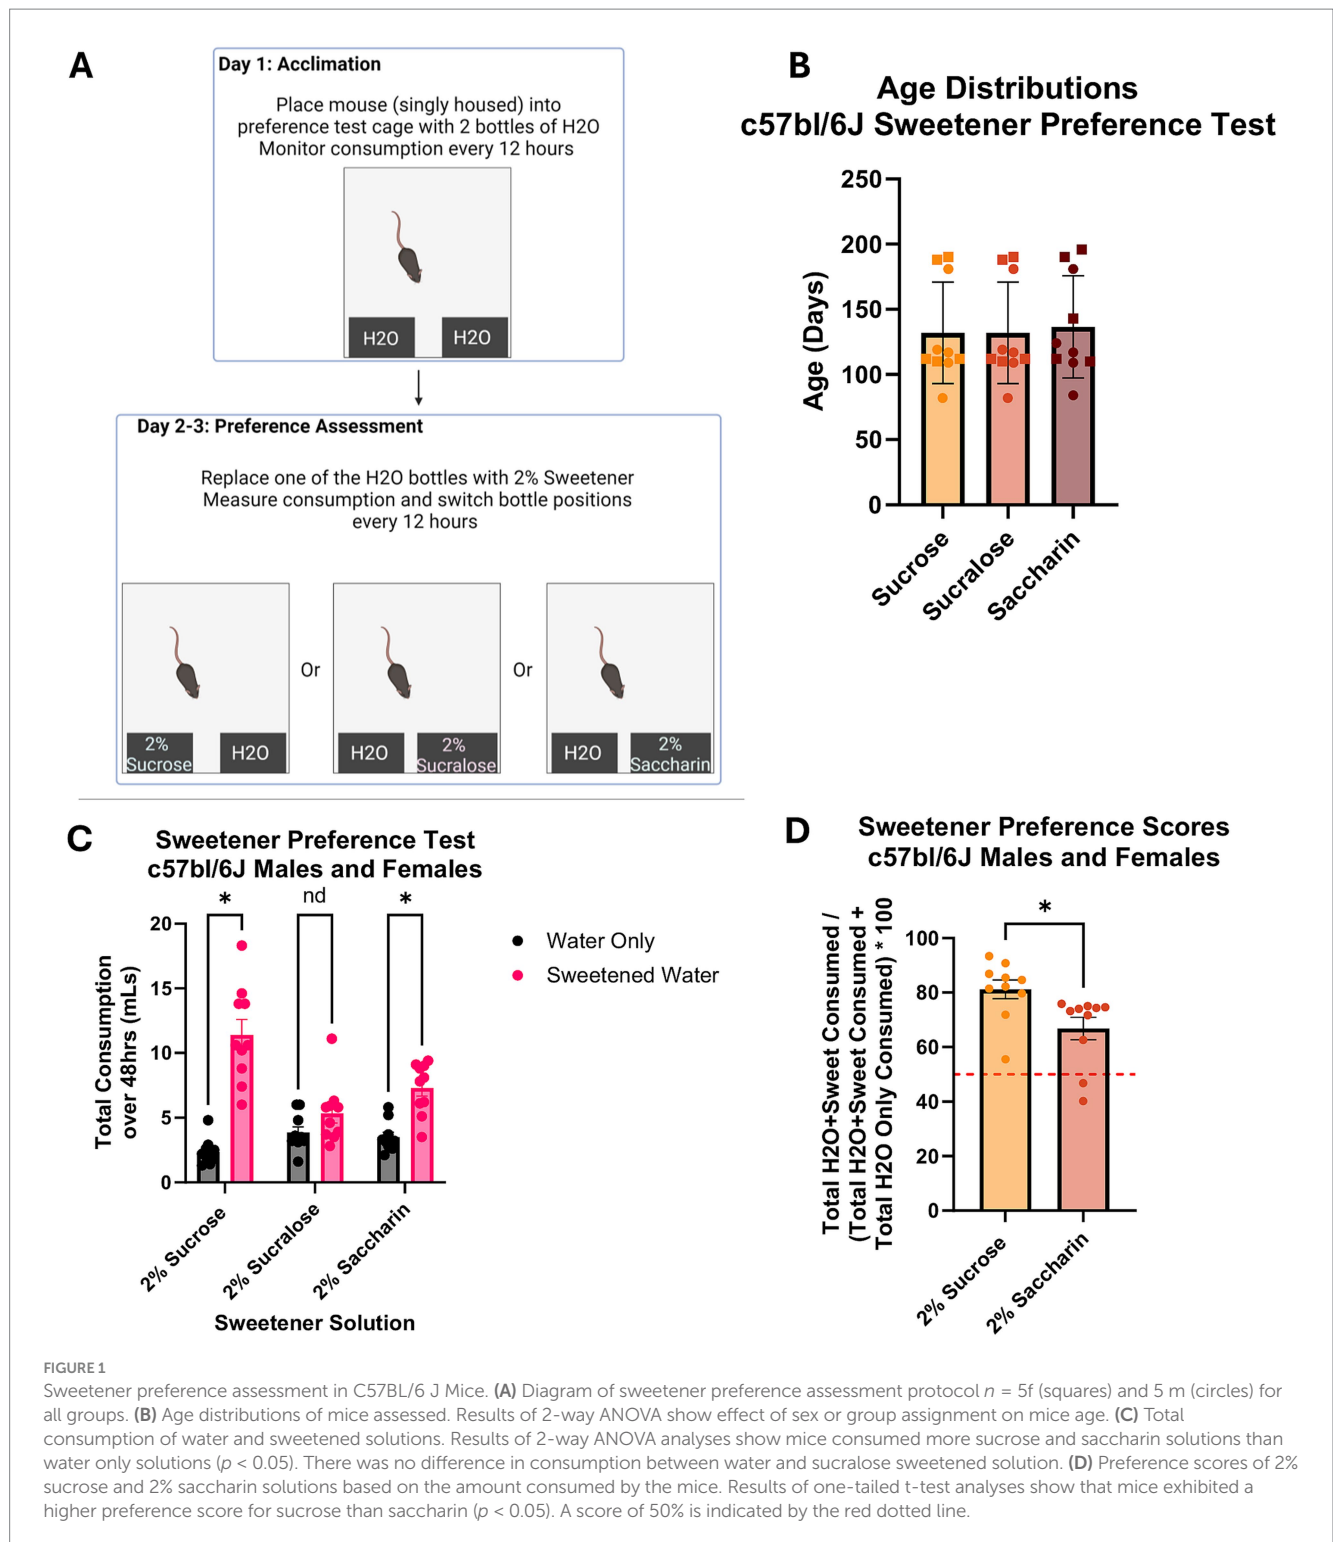 A
Day 1: Acclimation
Place mouse (singly housed) into
preference test cage with 2 bottles of H2O
Monitor consumption every 12 hours
H2O
H2O
Day 2-3: Preference Assessment
Replace one of the H2O bottles with 2% Sweetener
Measure consumption and switch bottle positions
every 12 hours
Or
Or
2%
Sucrose
H2O
H2O
2%
Sucralose
H2O
2%
Saccharin
B
Age Distributions
c57bl/6J Sweetener Preference Test
Age (Days)
250
200
150
100
50
0
Sucrose
Sucralose
Saccharin
C
Sweetener Preference Test
c57bl/6J Males and Females
*
nd
*
Total Consumption
over 48hrs (mLs)
20
15
10
5
0
2% Sucrose
2% Sucralose
2% Saccharin
Sweetener Solution
Water Only
Sweetened Water
D
Sweetener Preference Scores
c57bl/6J Males and Females
*
Total H2O+Sweet Consumed /
(Total H2O+Sweet Consumed +
Total H2O Only Consumed) * 100
100
80
60
40
20
0
2% Sucrose
2% Saccharin
FIGURE 1
Sweetener preference assessment in C57BL/6 J Mice. (A) Diagram of sweetener preference assessment protocol n = 5f (squares) and 5 m (circles) for
all groups. (B) Age distributions of mice assessed. Results of 2-way ANOVA show effect of sex or group assignment on mice age. (C) Total
consumption of water and sweetened solutions. Results of 2-way ANOVA analyses show mice consumed more sucrose and saccharin solutions than
water only solutions (p < 0.05). There was no difference in consumption between water and sucralose sweetened solution. (D) Preference scores of 2%
sucrose and 2% saccharin solutions based on the amount consumed by the mice. Results of one-tailed t-test analyses show that mice exhibited a
higher preference score for sucrose than saccharin (p < 0.05). A score of 50% is indicated by the red dotted line.